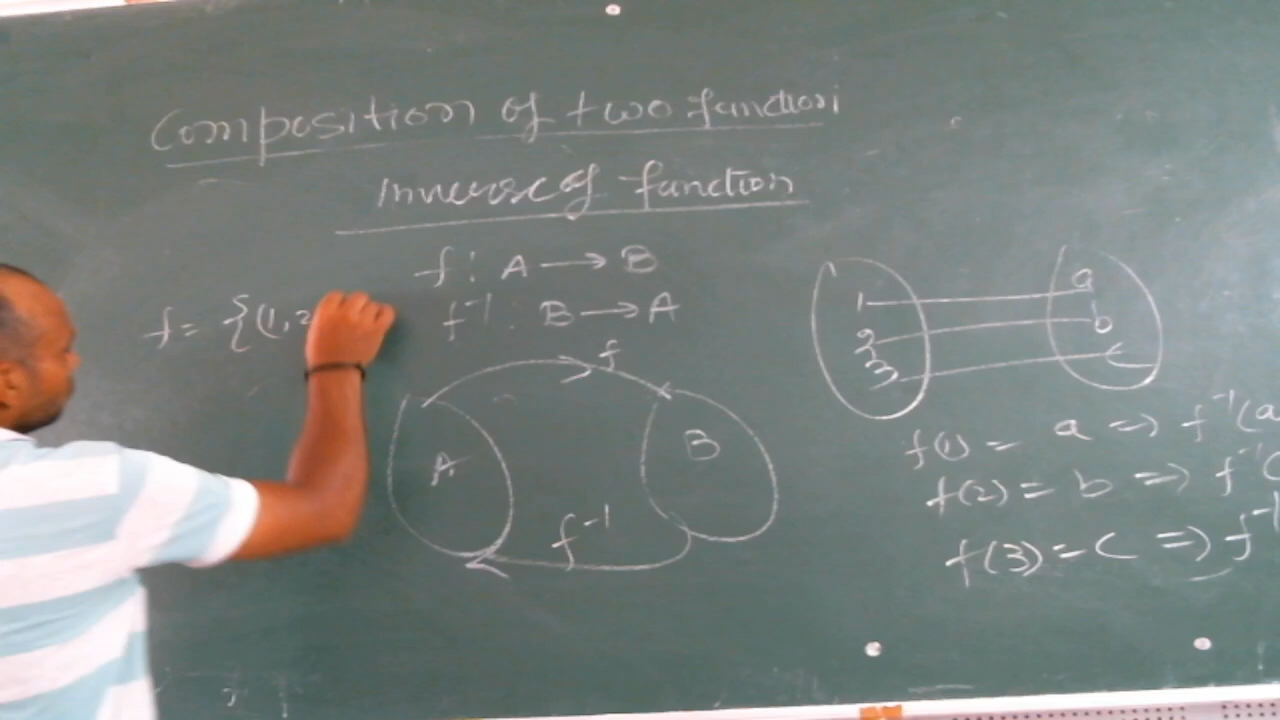 Composition of two function
Inverse of function
f : A → B
f = {(1, 2
f⁻¹ : B → A
f
A
B
f⁻¹
1
2
3
a
b
c
f(1) = a ⇒ f⁻¹(a
f(2) = b ⇒ f⁻¹(
f(3) = c ⇒ f⁻¹